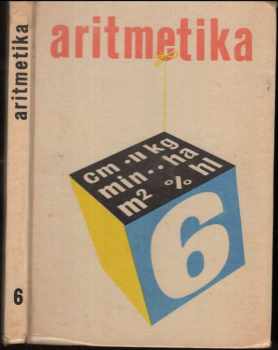 aritmetika
6
aritmetika
cm · : kg
min · · ha
m² % hl
6